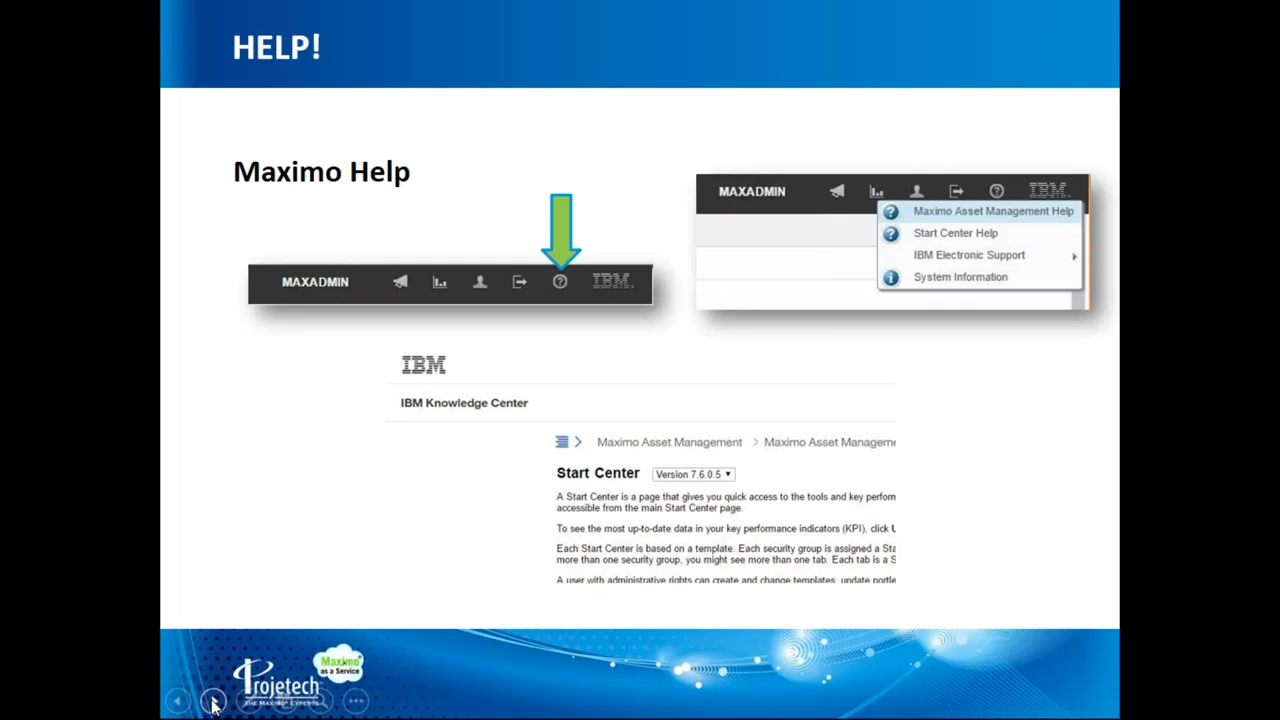 HELP!
Maximo Help
MAXADMIN
IBM.
MAXADMIN
IBM.
Maximo Asset Management Help
Start Center Help
IBM Electronic Support
System Information
IBM
IBM Knowledge Center
Maximo Asset Management > Maximo Asset Manageme
Start Center Version 7.6.0.5
A Start Center is a page that gives you quick access to the tools and key perform
accessible from the main Start Center page.
To see the most up-to-date data in your key performance indicators (KPI), click U
Each Start Center is based on a template. Each security group is assigned a Sta
more than one security group, you might see more than one tab. Each tab is a S
A user with administrative rights can create and change templates, update portle
Maximo®
as a Service
Projetech
THE MAXIMO EXPERTS